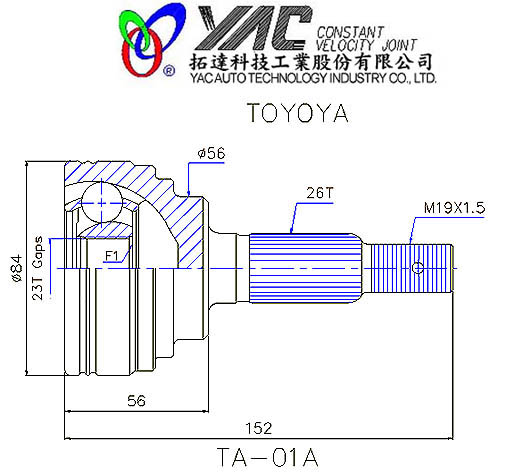 YAC CONSTANT
VELOCITY JOINT
®
拓達科技工業股份有限公司
YAC AUTO TECHNOLOGY INDUSTRY CO., LTD.
TOYOYA
ø56
26T
M19X1.5
ø84
23T Gaps
F1
56
152
TA-01A